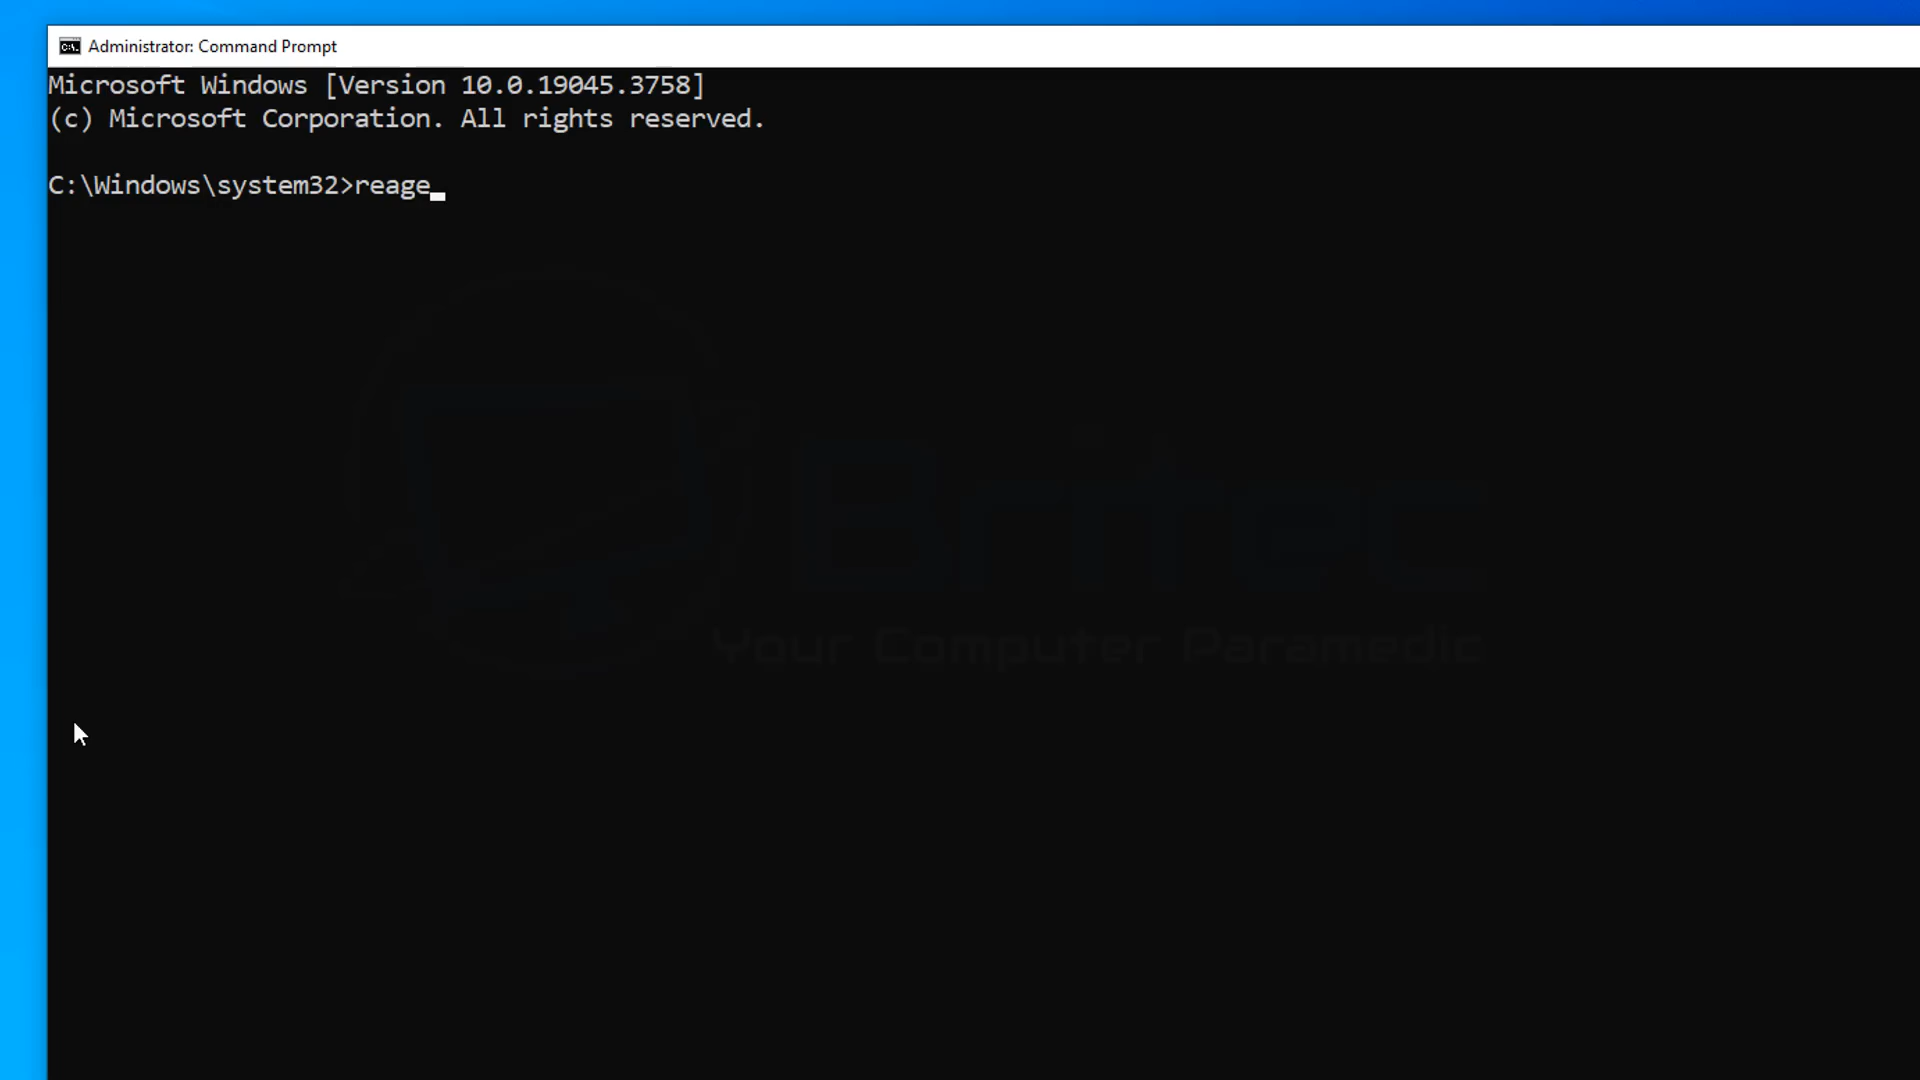 Administrator: Command Prompt
Microsoft Windows [Version 10.0.19045.3758]
(c) Microsoft Corporation. All rights reserved.
C:\Windows\system32>reage
Britec
Your Computer Paramedic